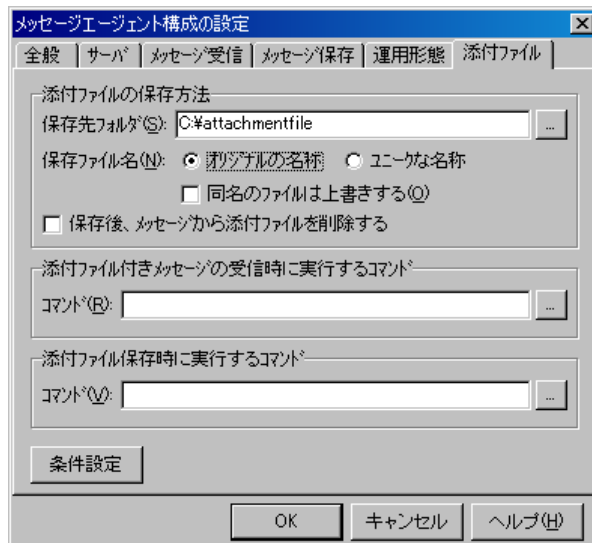 メッセージエージェント構成の設定
全般 サーバ メッセージ受信 メッセージ保存 運用形態 添付ファイル
添付ファイルの保存方法
保存先フォルダ(S): C:¥attachmentfile ...
保存ファイル名(N): オリジナルの名称 ユニークな名称
同名のファイルは上書きする(O)
保存後、メッセージから添付ファイルを削除する
添付ファイル付きメッセージの受信時に実行するコマンド
コマンド(R): ...
添付ファイル保存時に実行するコマンド
コマンド(V): ...
条件設定
OK キャンセル ヘルプ(H)